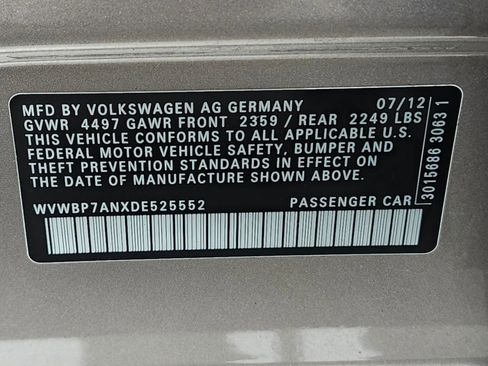 MFD BY VOLKSWAGEN AG GERMANY 07/12
GVWR 4497 GAWR FRONT 2359 / REAR 2249 LBS
THIS VEHICLE CONFORMS TO ALL APPLICABLE U.S.
FEDERAL MOTOR VEHICLE SAFETY, BUMPER AND
THEFT PREVENTION STANDARDS IN EFFECT ON
THE DATE OF MANUFACTURE SHOWN ABOVE.
WVWBP7ANXDE525552 PASSENGER CAR
3015686 3063 1